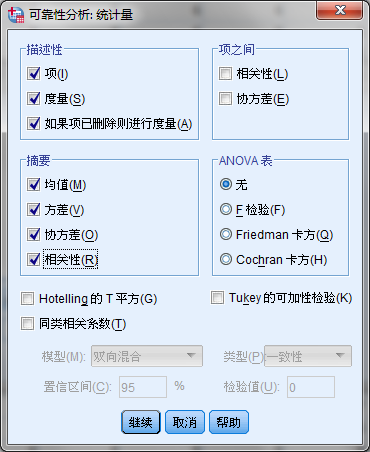 可靠性分析: 统计量
描述性
项(I)
度量(S)
如果项已删除则进行度量(A)
项之间
相关性(L)
协方差(E)
摘要
均值(M)
方差(V)
协方差(O)
相关性(R)
ANOVA 表
无
F 检验(F)
Friedman 卡方(Q)
Cochran 卡方(H)
Hotelling 的 T 平方(G)
Tukey 的可加性检验(K)
同类相关系数(T)
模型(M): 双向混合 类型(P): 一致性
置信区间(C): 95 % 检验值(U): 0
继续 取消 帮助